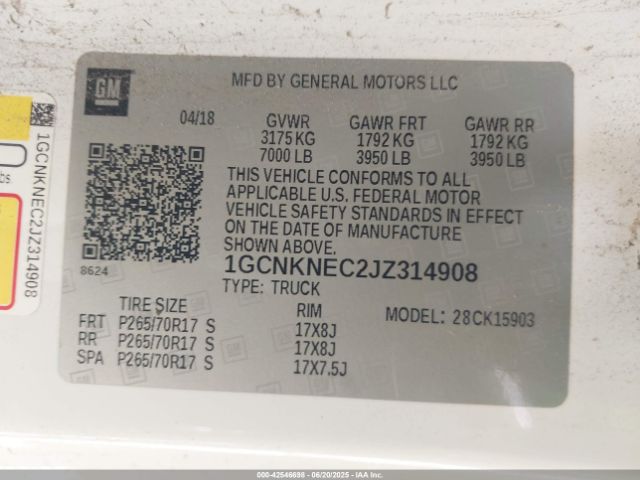 GM
MFD BY GENERAL MOTORS LLC
04/18 GVWR GAWR FRT GAWR RR
3175 KG 1792 KG 1792 KG
7000 LB 3950 LB 3950 LB
THIS VEHICLE CONFORMS TO ALL
APPLICABLE U.S. FEDERAL MOTOR
VEHICLE SAFETY STANDARDS IN EFFECT
ON THE DATE OF MANUFACTURE
SHOWN ABOVE.
8624
1GCNKNEC2JZ314908
TYPE: TRUCK
TIRE SIZE RIM MODEL: 28CK15903
FRT P265/70R17 S 17X8J
RR P265/70R17 S 17X8J
SPA P265/70R17 S 17X7.5J
1GCNKNEC2JZ314908
bs.
000-42546698 - 06/20/2025 - IAA Inc.